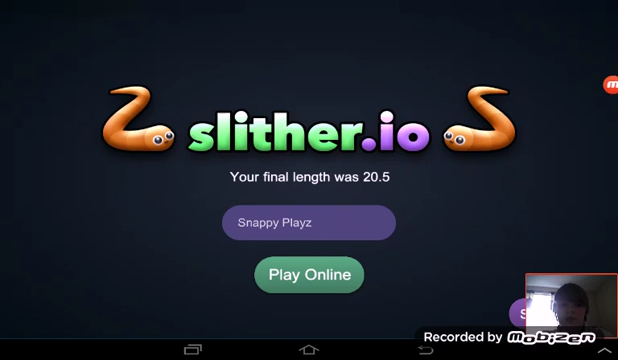 slither.io
Your final length was 20.5
Snappy Playz
Play Online
S
Recorded by Mobizen